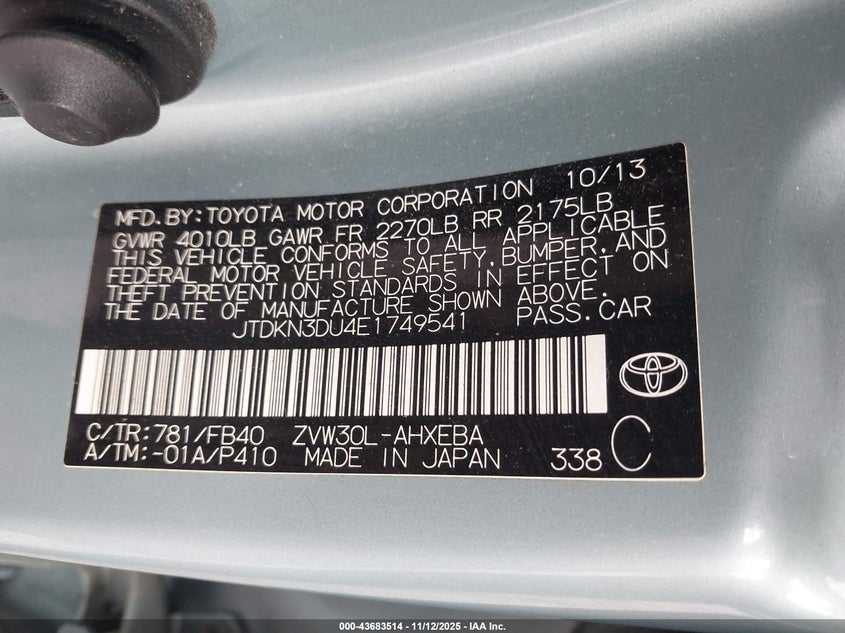 MFD.BY:TOYOTA MOTOR CORPORATION 10/13
GVWR 4010LB GAWR FR 2270LB RR 2175LB
THIS VEHICLE CONFORMS TO ALL APPLICABLE
FEDERAL MOTOR VEHICLE SAFETY,BUMPER,AND
THEFT PREVENTION STANDARDS IN EFFECT ON
THE DATE OF MANUFACTURE SHOWN ABOVE.
JTDKN3DU4E1749541 PASS.CAR
C/TR:781/FB40 ZVW30L-AHXEBA
A/TM:-01A/P410 MADE IN JAPAN 338 C
000-43683514 - 11/12/2025 - IAA Inc.